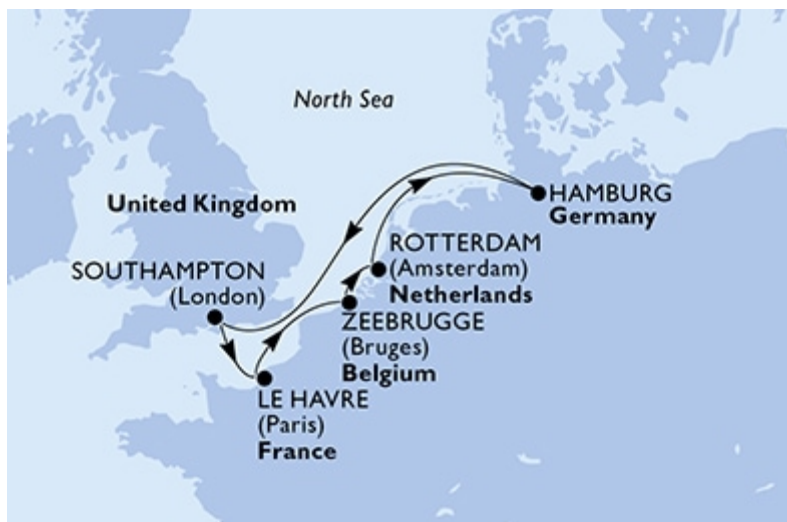 North Sea
United Kingdom
HAMBURG
Germany
SOUTHAMPTON
(London)
ROTTERDAM
(Amsterdam)
Netherlands
ZEEBRUGGE
(Bruges)
Belgium
LE HAVRE
(Paris)
France